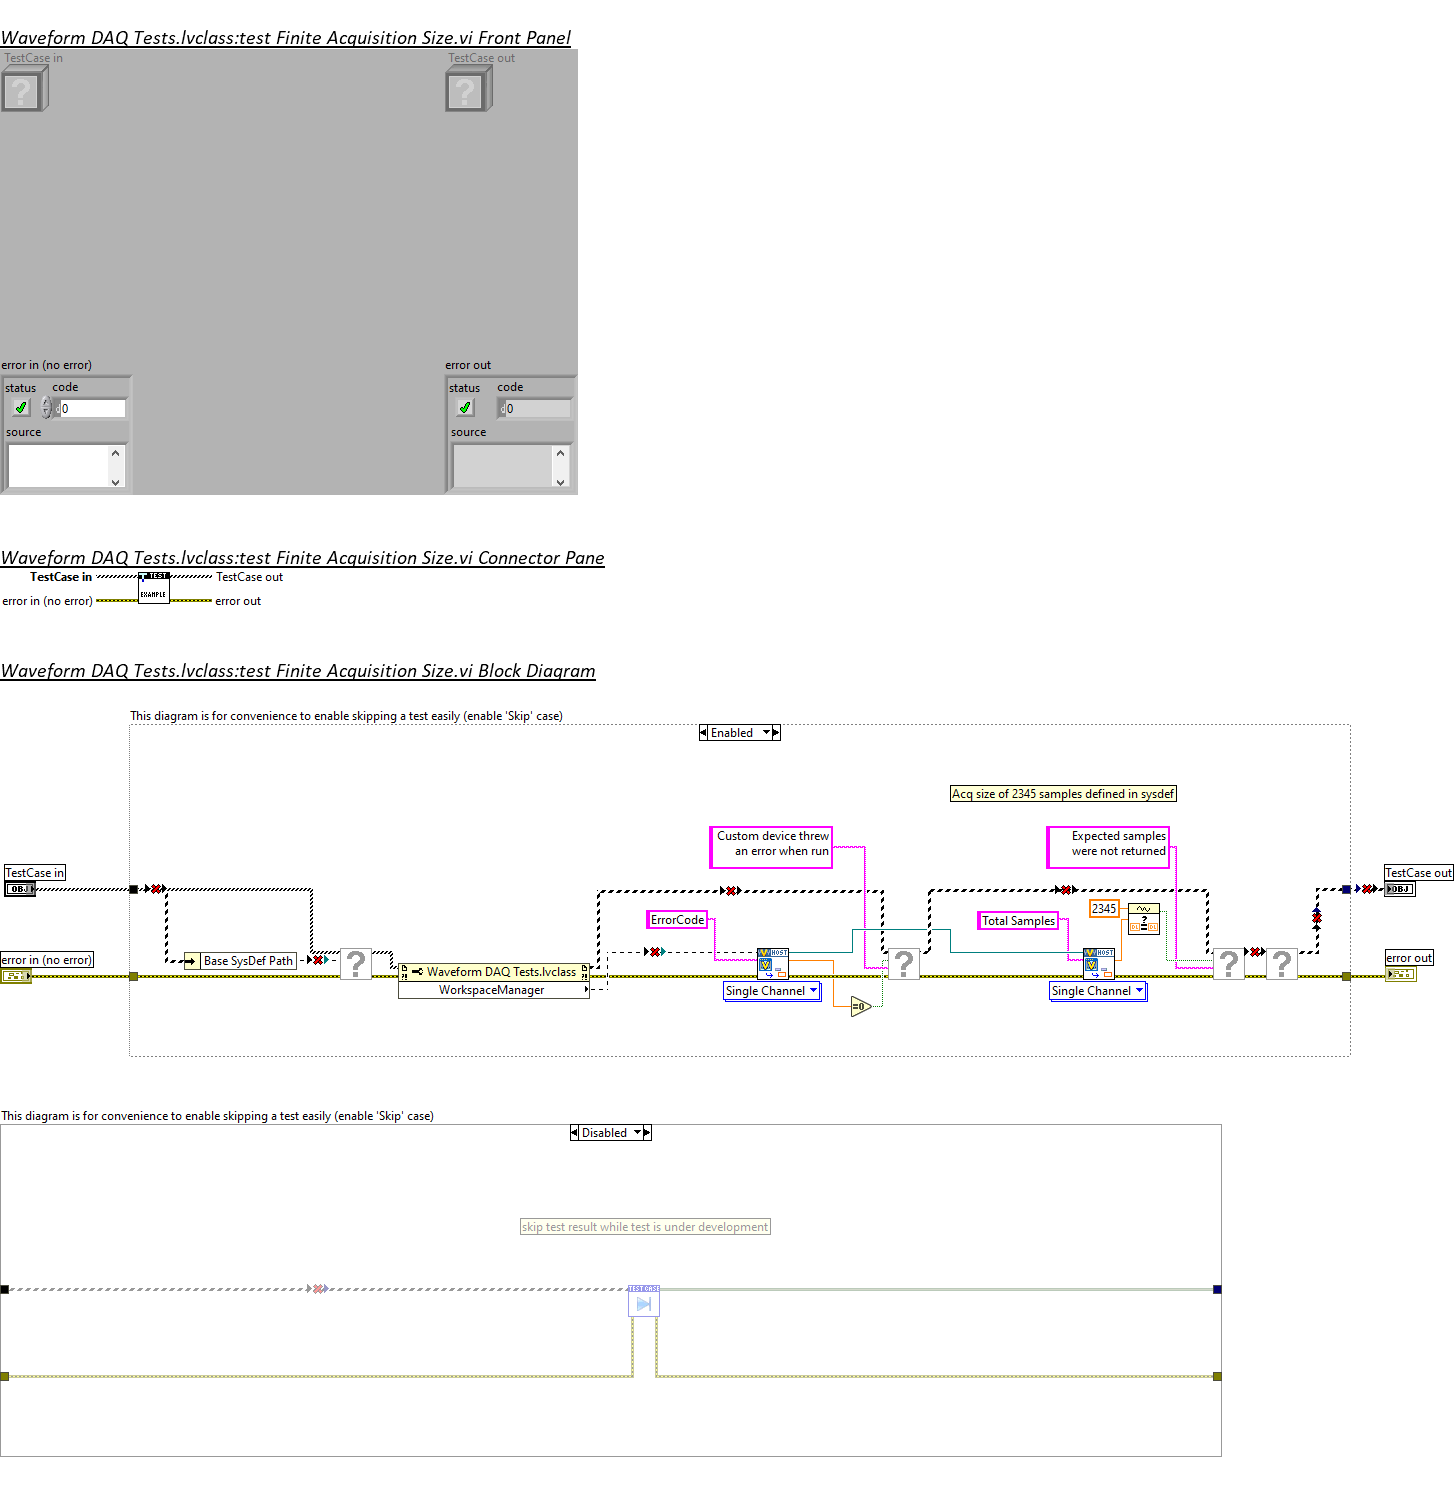 Waveform DAQ Tests.lvclass:test Finite Acquisition Size.vi Front Panel
TestCase in
TestCase out
?
?
error in (no error)
error out
status
code
status
code
d
0
d
0
source
source
Waveform DAQ Tests.lvclass:test Finite Acquisition Size.vi Connector Pane
TestCase in
TEST
TestCase out
error in (no error)
EXAMPLE
error out
Waveform DAQ Tests.lvclass:test Finite Acquisition Size.vi Block Diagram
This diagram is for convenience to enable skipping a test easily (enable 'Skip' case)
Enabled
Acq size of 2345 samples defined in sysdef
Custom device threw
an error when run
Expected samples
were not returned
TestCase in
OBJ
TestCase out
OBJ
2345
ErrorCode
Total Samples
?
error in (no error)
Base SysDef Path
?
HOST
V
?
HOST
V
?
?
error out
Waveform DAQ Tests.lvclass
WorkspaceManager
Single Channel
Single Channel
=0
This diagram is for convenience to enable skipping a test easily (enable 'Skip' case)
Disabled
skip test result while test is under development
TEST CASE